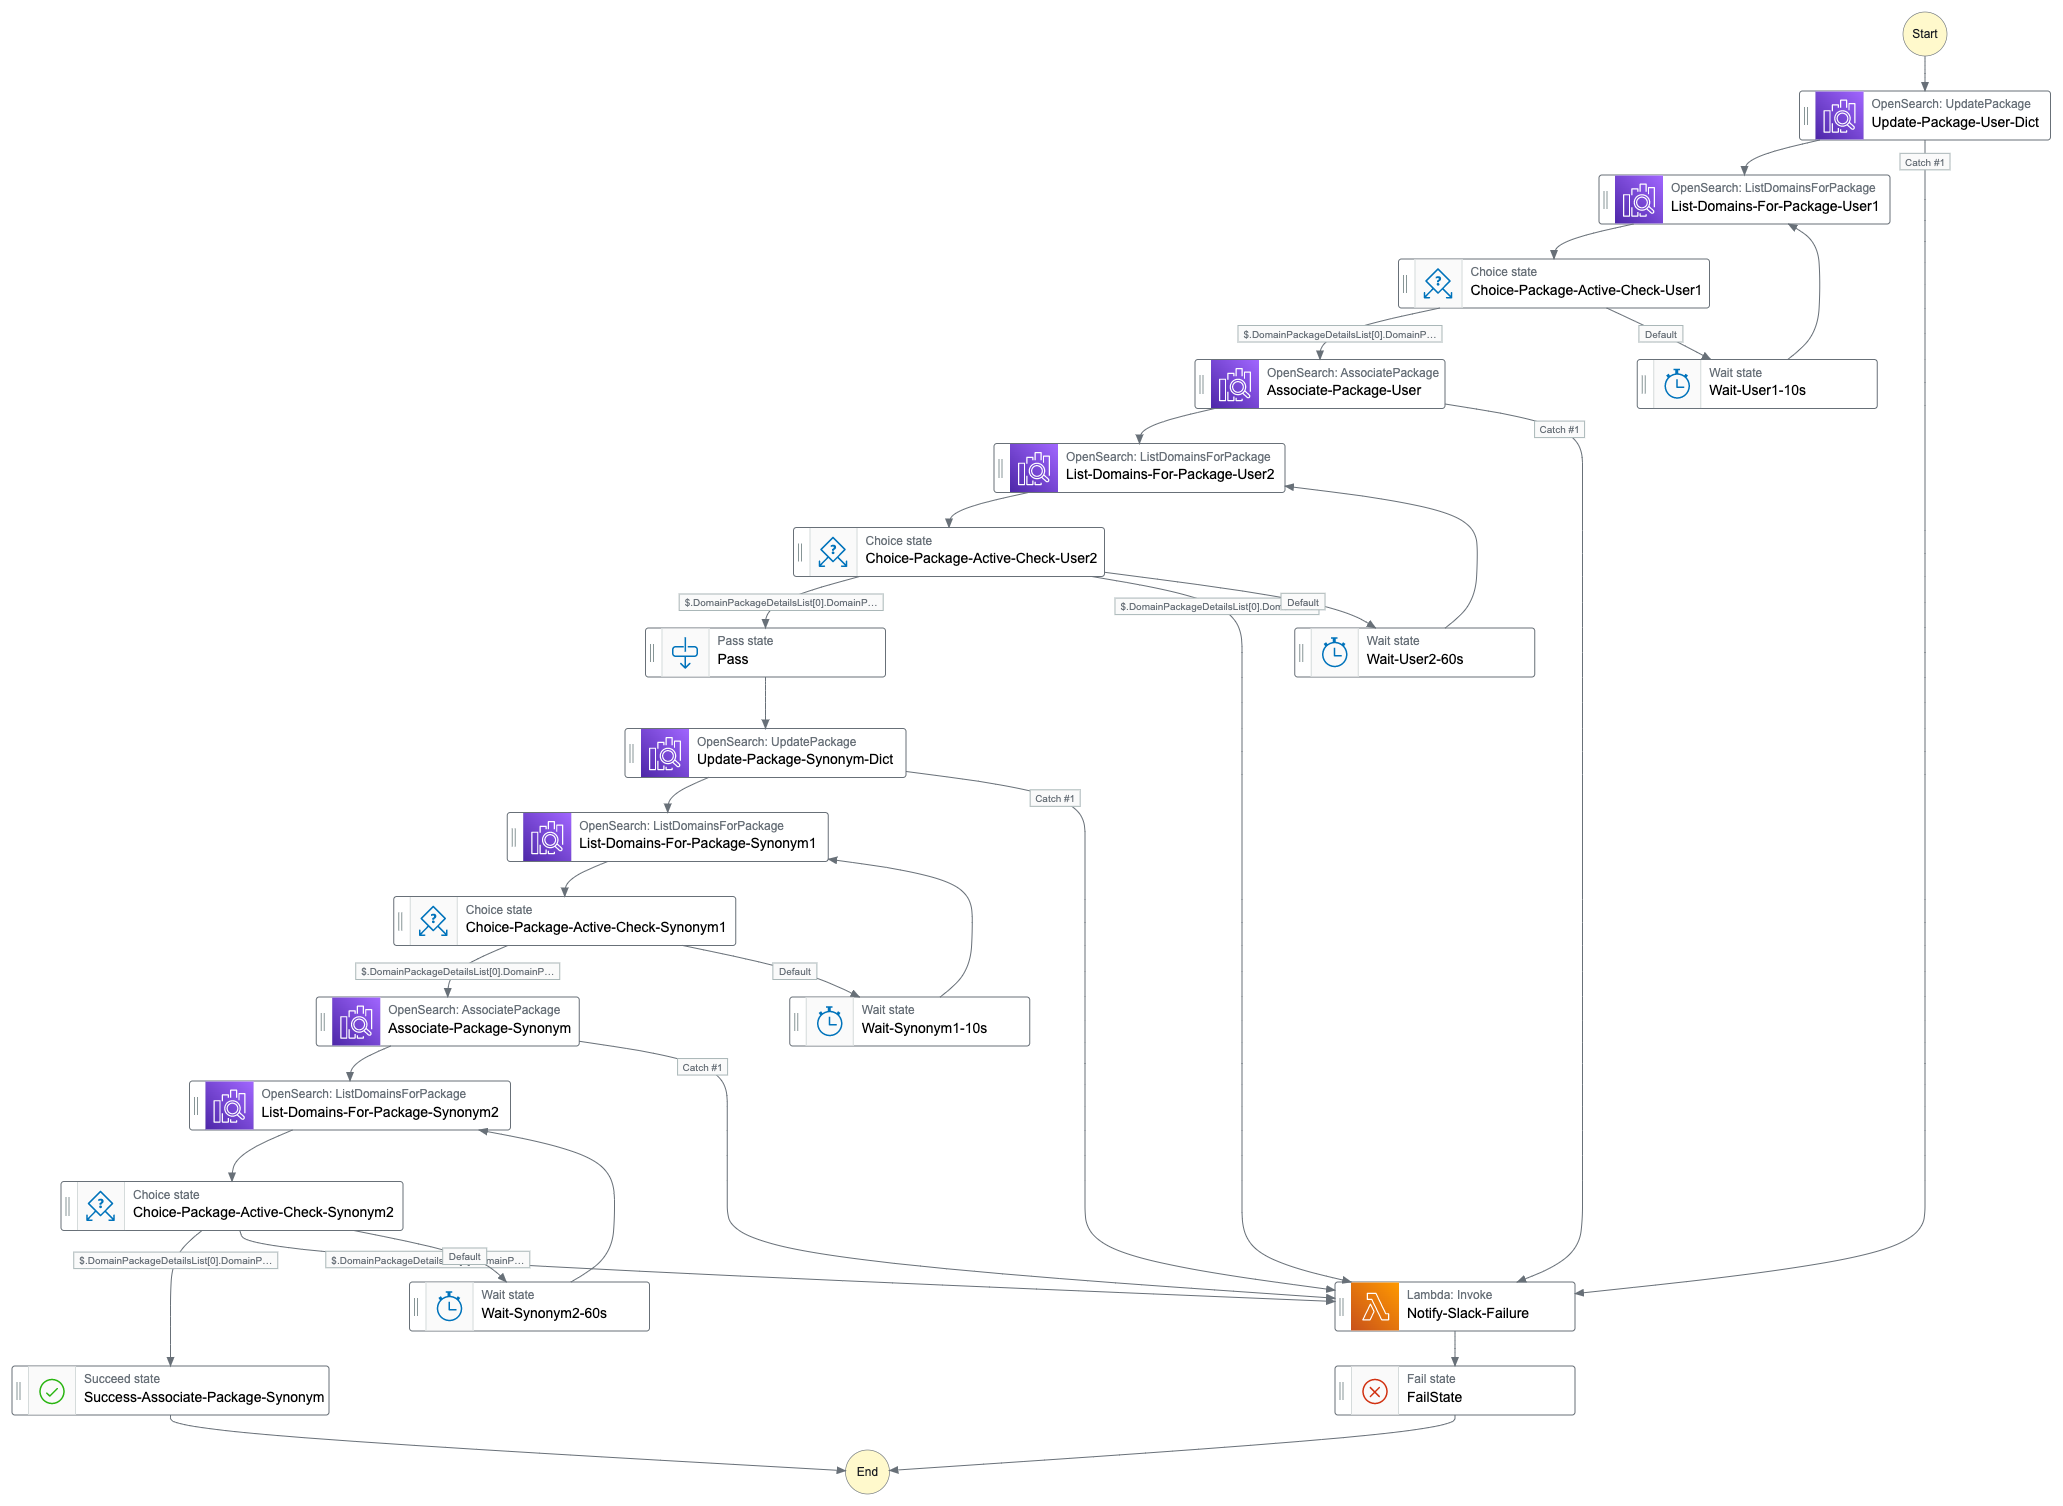 Start
OpenSearch: UpdatePackage
Update-Package-User-Dict
Catch #1
OpenSearch: ListDomainsForPackage
List-Domains-For-Package-User1
Choice state
Choice-Package-Active-Check-User1
$.DomainPackageDetailsList[0].DomainP…
Default
OpenSearch: AssociatePackage
Associate-Package-User
Wait state
Wait-User1-10s
Catch #1
OpenSearch: ListDomainsForPackage
List-Domains-For-Package-User2
Choice state
Choice-Package-Active-Check-User2
$.DomainPackageDetailsList[0].DomainP…
$.DomainPackageDetailsList[0].Dom
Default
Pass state
Pass
Wait state
Wait-User2-60s
OpenSearch: UpdatePackage
Update-Package-Synonym-Dict
Catch #1
OpenSearch: ListDomainsForPackage
List-Domains-For-Package-Synonym1
Choice state
Choice-Package-Active-Check-Synonym1
$.DomainPackageDetailsList[0].DomainP…
Default
OpenSearch: AssociatePackage
Associate-Package-Synonym
Wait state
Wait-Synonym1-10s
Catch #1
OpenSearch: ListDomainsForPackage
List-Domains-For-Package-Synonym2
Choice state
Choice-Package-Active-Check-Synonym2
$.DomainPackageDetailsList[0].DomainP…
$.DomainPackageDetails
Default
mainP…
Wait state
Wait-Synonym2-60s
Lambda: Invoke
Notify-Slack-Failure
Succeed state
Success-Associate-Package-Synonym
Fail state
FailState
End